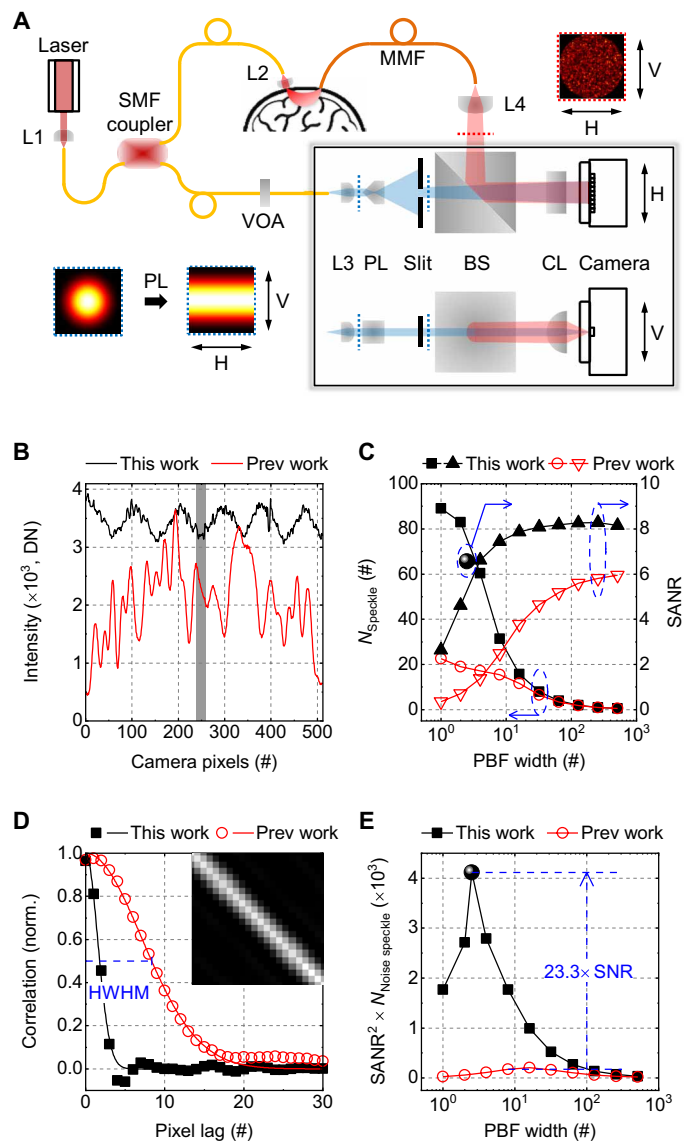 A
Laser
L1
SMF
coupler
L2
MMF
L4
V
H
VOA
H
L3 PL Slit BS CL Camera
PL
V
H
V
B
This work Prev work
Intensity (×10³, DN)
4
3
2
1
0
0 100 200 300 400 500
Camera pixels (#)
C
This work Prev work
N_Speckle (#)
100
80
60
40
20
0
10⁰ 10¹ 10² 10³
PBF width (#)
10
8
6
4
2
0
SANR
D
This work Prev work
Correlation (norm.)
1.0
0.8
0.6
0.4
0.2
0.0
HWHM
0 5 10 15 20 25 30
Pixel lag (#)
E
This work Prev work
SANR² × N_Noise speckle (×10³)
5
4
3
2
1
0
23.3× SNR
10⁰ 10¹ 10² 10³
PBF width (#)